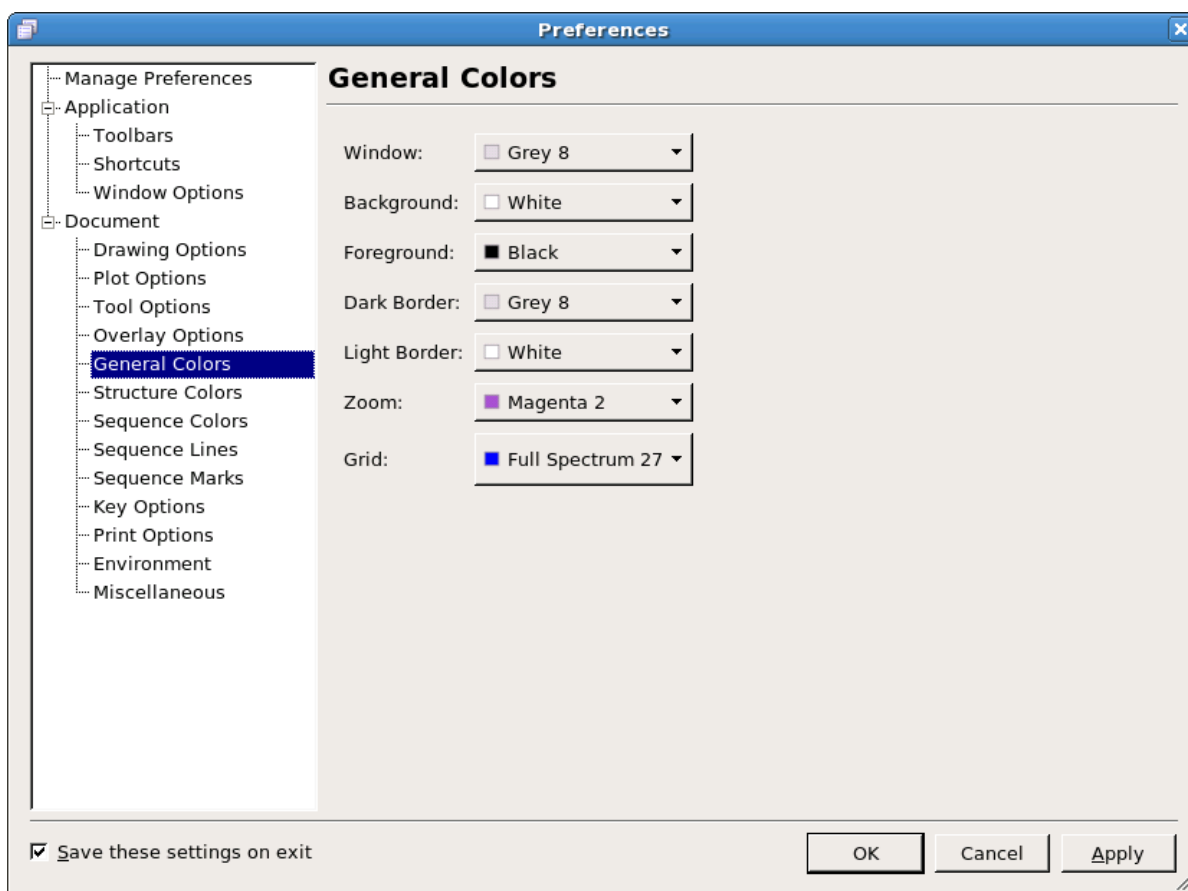 Preferences
Manage Preferences
Application
Toolbars
Shortcuts
Window Options
Document
Drawing Options
Plot Options
Tool Options
Overlay Options
General Colors
Structure Colors
Sequence Colors
Sequence Lines
Sequence Marks
Key Options
Print Options
Environment
Miscellaneous
General Colors
Window: Grey 8
Background: White
Foreground: Black
Dark Border: Grey 8
Light Border: White
Zoom: Magenta 2
Grid: Full Spectrum 27
Save these settings on exit
OK Cancel Apply